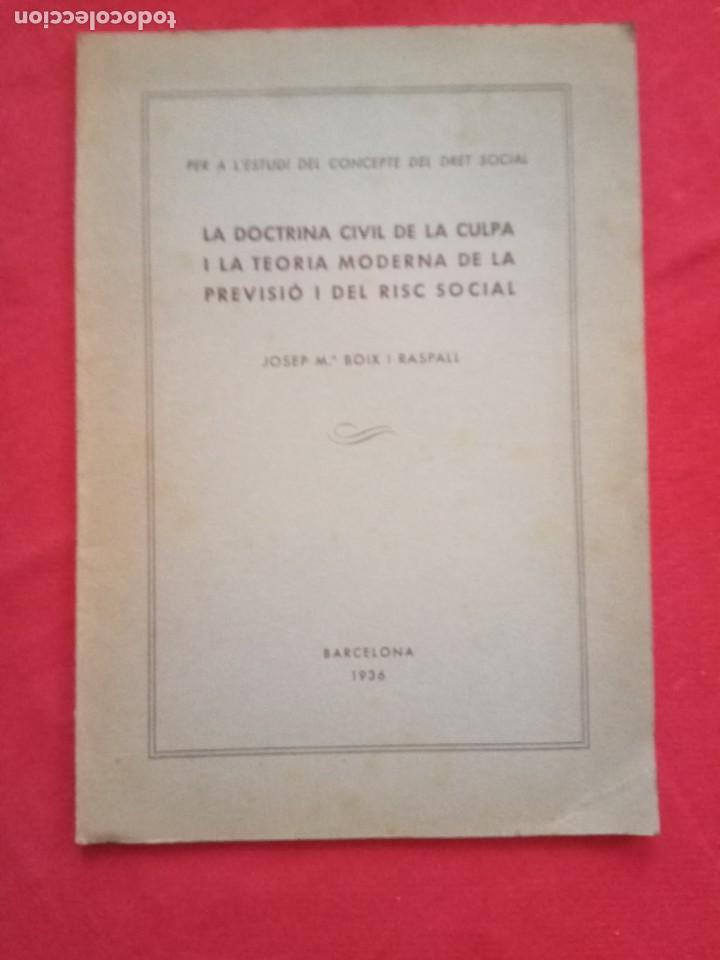 todocoleccion
PER A L'ESTUDI DEL CONCEPTE DEL DRET SOCIAL
LA DOCTRINA CIVIL DE LA CULPA
I LA TEORIA MODERNA DE LA
PREVISIÓ I DEL RISC SOCIAL
JOSEP M.ª BOIX I RASPALL
BARCELONA
1936